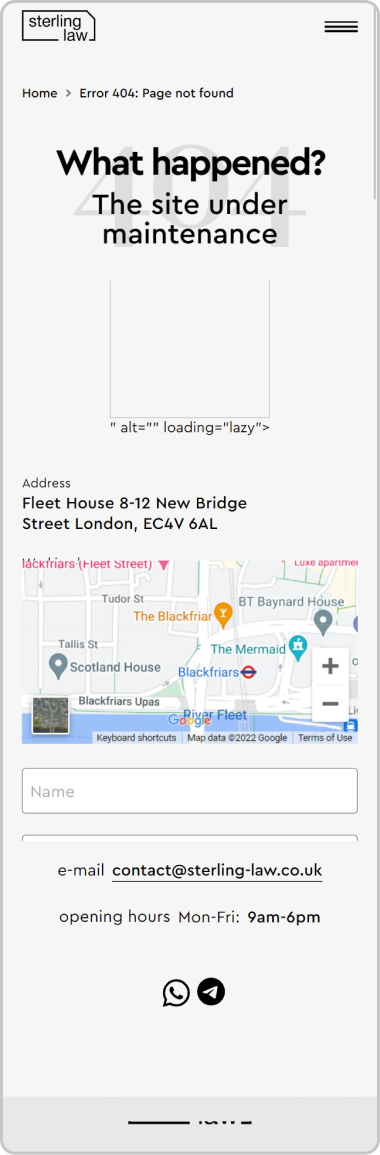 sterling
law
Home > Error 404: Page not found
404
What happened?
The site under
maintenance
" alt="" loading="lazy">
Address
Fleet House 8-12 New Bridge
Street London, EC4V 6AL
lackfriars (Fleet Street)
Luxe apartmen
Tudor St
BT Baynard House
The Blackfriar
Tallis St
The Mermaid
Scotland House
Blackfriars
Blackfriars Upas
River Fleet
Google
Keyboard shortcuts Map data ©2022 Google Terms of Use
Name
e-mail contact@sterling-law.co.uk
opening hours Mon-Fri: 9am-6pm
law